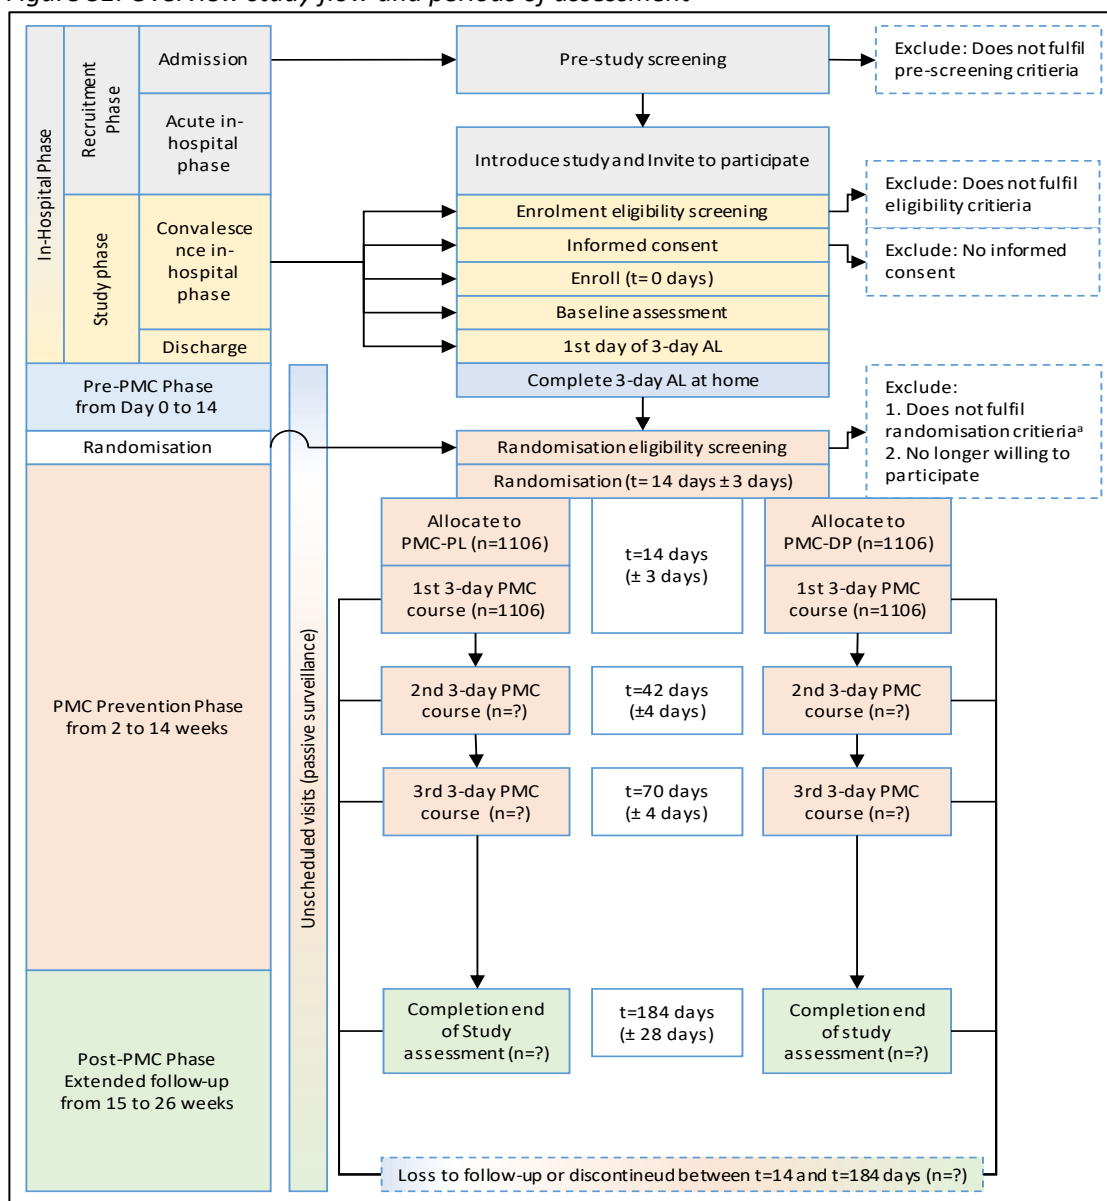 Figure S2: Overview study flow and periods of assessment
In-Hospital Phase
Recruitment
Phase
Admission
Pre-study screening
Exclude: Does not fulfil
pre-screening critieria
Acute in-
hospital
phase
Introduce study and Invite to participate
Study phase
Convalesce
nce in-
hospital
phase
Enrolment eligibility screening
Exclude: Does not fulfil
eligibility critieria
Informed consent
Exclude: No informed
consent
Enroll (t= 0 days)
Baseline assessment
Discharge
1st day of 3-day AL
Pre-PMC Phase
from Day 0 to 14
Complete 3-day AL at home
Exclude:
1. Does not fulfil
randomisation critieriaᵃ
2. No longer willing to
participate
Randomisation
Randomisation eligibility screening
Randomisation (t= 14 days ± 3 days)
Unscheduled visits (passive surveillance)
PMC Prevention Phase
from 2 to 14 weeks
Allocate to
PMC-PL (n=1106)
t=14 days
(± 3 days)
Allocate to
PMC-DP (n=1106)
1st 3-day PMC
course (n=1106)
1st 3-day PMC
course (n=1106)
2nd 3-day PMC
course (n=?)
t=42 days
(±4 days)
2nd 3-day PMC
course (n=?)
3rd 3-day PMC
course (n=?)
t=70 days
(± 4 days)
3rd 3-day PMC
course (n=?)
Post-PMC Phase
Extended follow-up
from 15 to 26 weeks
Completion end
of Study
assessment (n=?)
t=184 days
(± 28 days)
Completion end
of study
assessment (n=?)
Loss to follow-up or discontineud between t=14 and t=184 days (n=?)